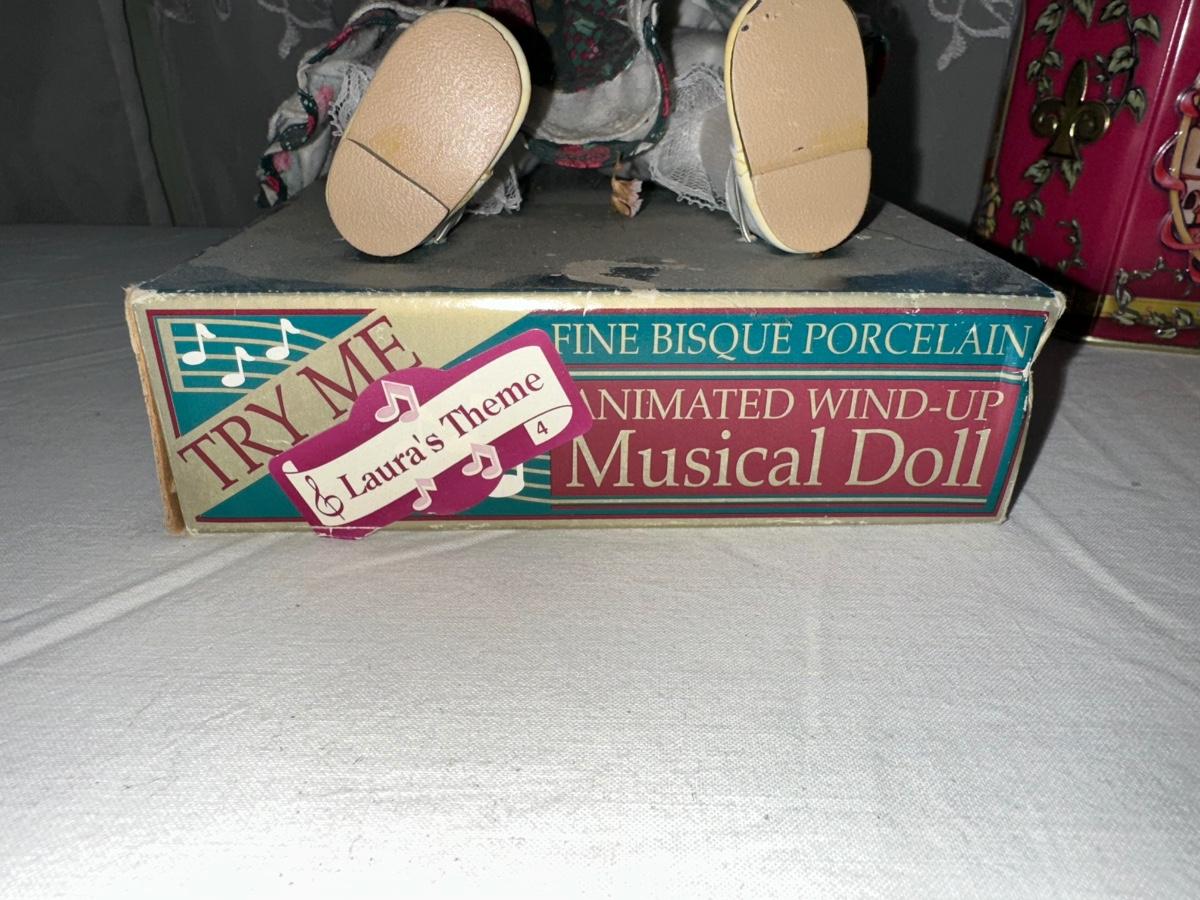 TRY ME
Laura's Theme
4
FINE BISQUE PORCELAIN
ANIMATED WIND-UP
Musical Doll